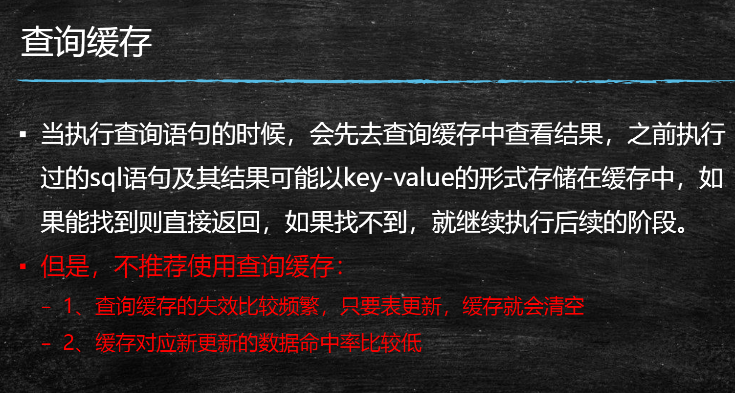 查询缓存
▪ 当执行查询语句的时候，会先去查询缓存中查看结果，之前执行
过的sql语句及其结果可能以key-value的形式存储在缓存中，如
果能找到则直接返回，如果找不到，就继续执行后续的阶段。
▪ 但是，不推荐使用查询缓存：
– 1、查询缓存的失效比较频繁，只要表更新，缓存就会清空
– 2、缓存对应新更新的数据命中率比较低